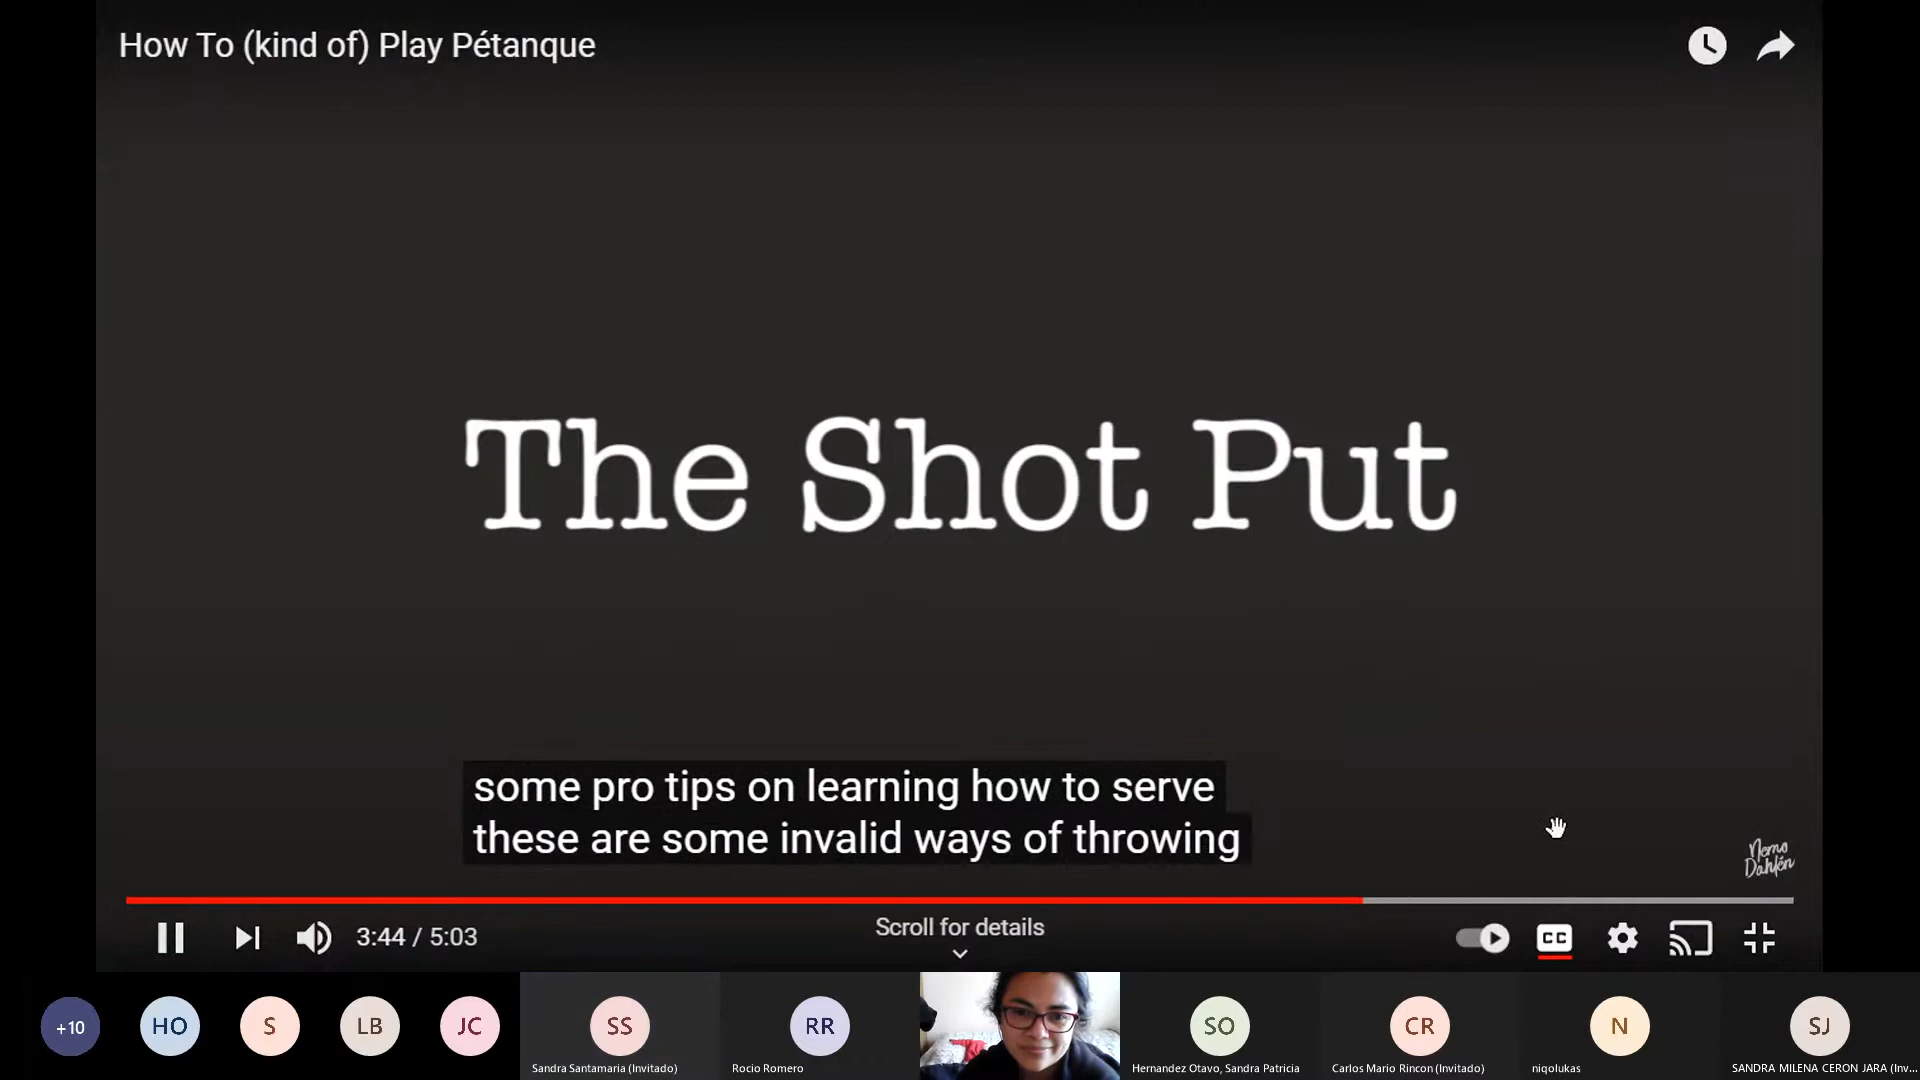 How To (kind of) Play Pétanque
The Shot Put
some pro tips on learning how to serve
these are some invalid ways of throwing
Nemo
Dahlén
3:44 / 5:03
Scroll for details
CC
+10
HO
S
LB
JC
SS
RR
SO
CR
N
SJ
Sandra Santamaria (Invitado)
Rocio Romero
Hernandez Otavo, Sandra Patricia
Carlos Mario Rincon (Invitado)
niqolukas
SANDRA MILENA CERON JARA (Inv...